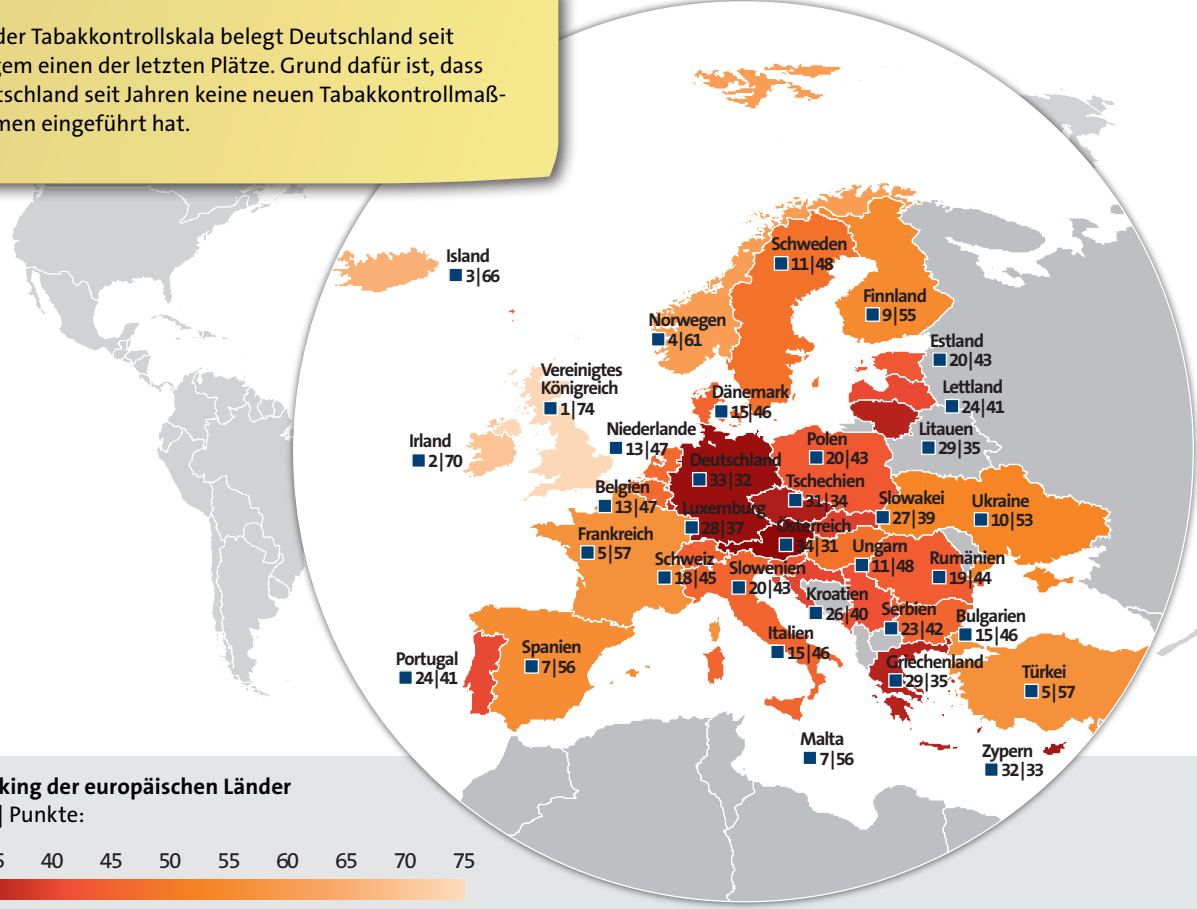 der Tabakkontrollskala belegt Deutschland seit
gem einen der letzten Plätze. Grund dafür ist, dass
tschland seit Jahren keine neuen Tabakkontrollmaß-
men eingeführt hat.
Island
3|66
Schweden
11|48
Finnland
9|55
Norwegen
4|61
Estland
20|43
Vereinigtes
Königreich
1|74
Dänemark
15|46
Lettland
24|41
Irland
2|70
Niederlande
13|47
Litauen
29|35
Polen
20|43
Deutschland
33|32
Tschechien
31|34
Belgien
13|47
Slowakei
27|39
Ukraine
10|53
Luxemburg
28|37
Österreich
34|31
Frankreich
5|57
Ungarn
11|48
Schweiz
18|45
Slowenien
20|43
Rumänien
19|44
Kroatien
26|40
Serbien
23|42
Bulgarien
15|46
Italien
15|46
Portugal
24|41
Spanien
7|56
Griechenland
29|35
Türkei
5|57
Malta
7|56
Zypern
32|33
king der europäischen Länder
| Punkte:
5 40 45 50 55 60 65 70 75